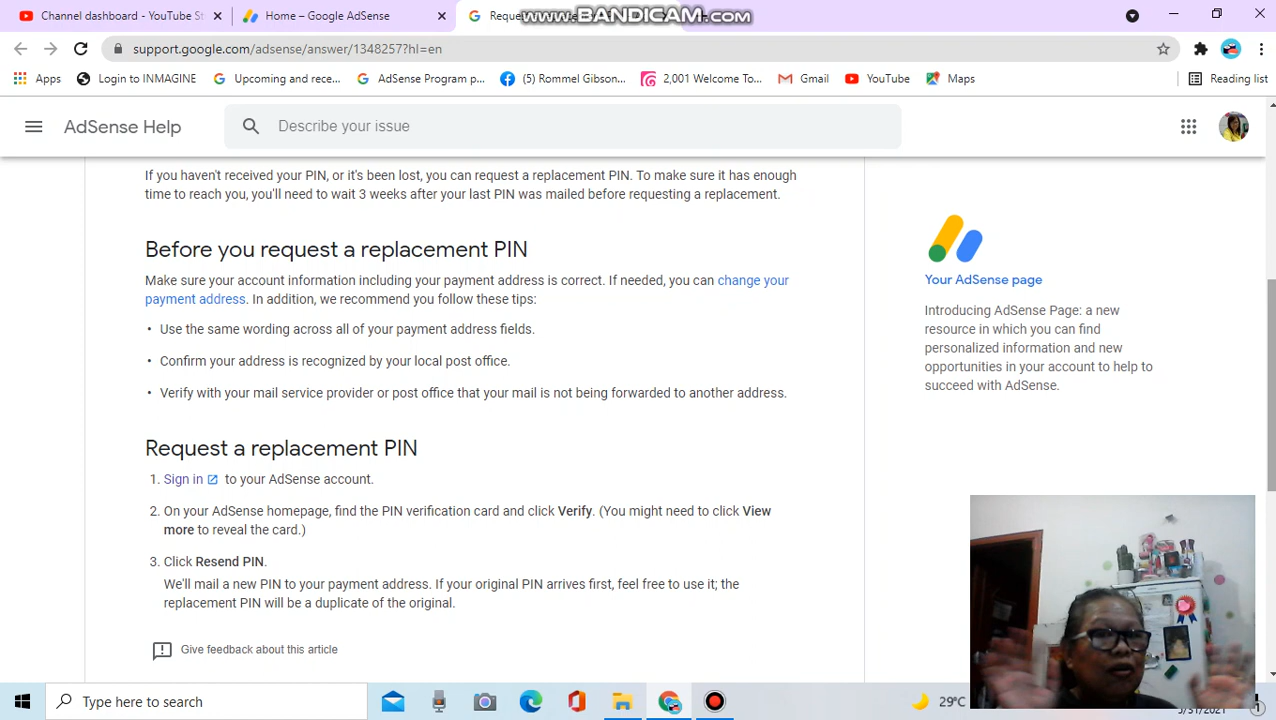 Channel dashboard - YouTube St
Home – Google AdSense
Reque
www.BANDICAM.com
support.google.com/adsense/answer/1348257?hl=en
Apps
Login to INMAGINE
Upcoming and rece...
AdSense Program p...
(5) Rommel Gibson...
2,001 Welcome To...
Gmail
YouTube
Maps
Reading list
AdSense Help
Describe your issue
If you haven't received your PIN, or it's been lost, you can request a replacement PIN. To make sure it has enough
time to reach you, you'll need to wait 3 weeks after your last PIN was mailed before requesting a replacement.
Before you request a replacement PIN
Make sure your account information including your payment address is correct. If needed, you can change your
payment address. In addition, we recommend you follow these tips:
• Use the same wording across all of your payment address fields.
• Confirm your address is recognized by your local post office.
• Verify with your mail service provider or post office that your mail is not being forwarded to another address.
Request a replacement PIN
1. Sign in to your AdSense account.
2. On your AdSense homepage, find the PIN verification card and click Verify. (You might need to click View
more to reveal the card.)
3. Click Resend PIN.
We'll mail a new PIN to your payment address. If your original PIN arrives first, feel free to use it; the
replacement PIN will be a duplicate of the original.
Give feedback about this article
Your AdSense page
Introducing AdSense Page: a new
resource in which you can find
personalized information and new
opportunities in your account to help to
succeed with AdSense.
Type here to search
29°C